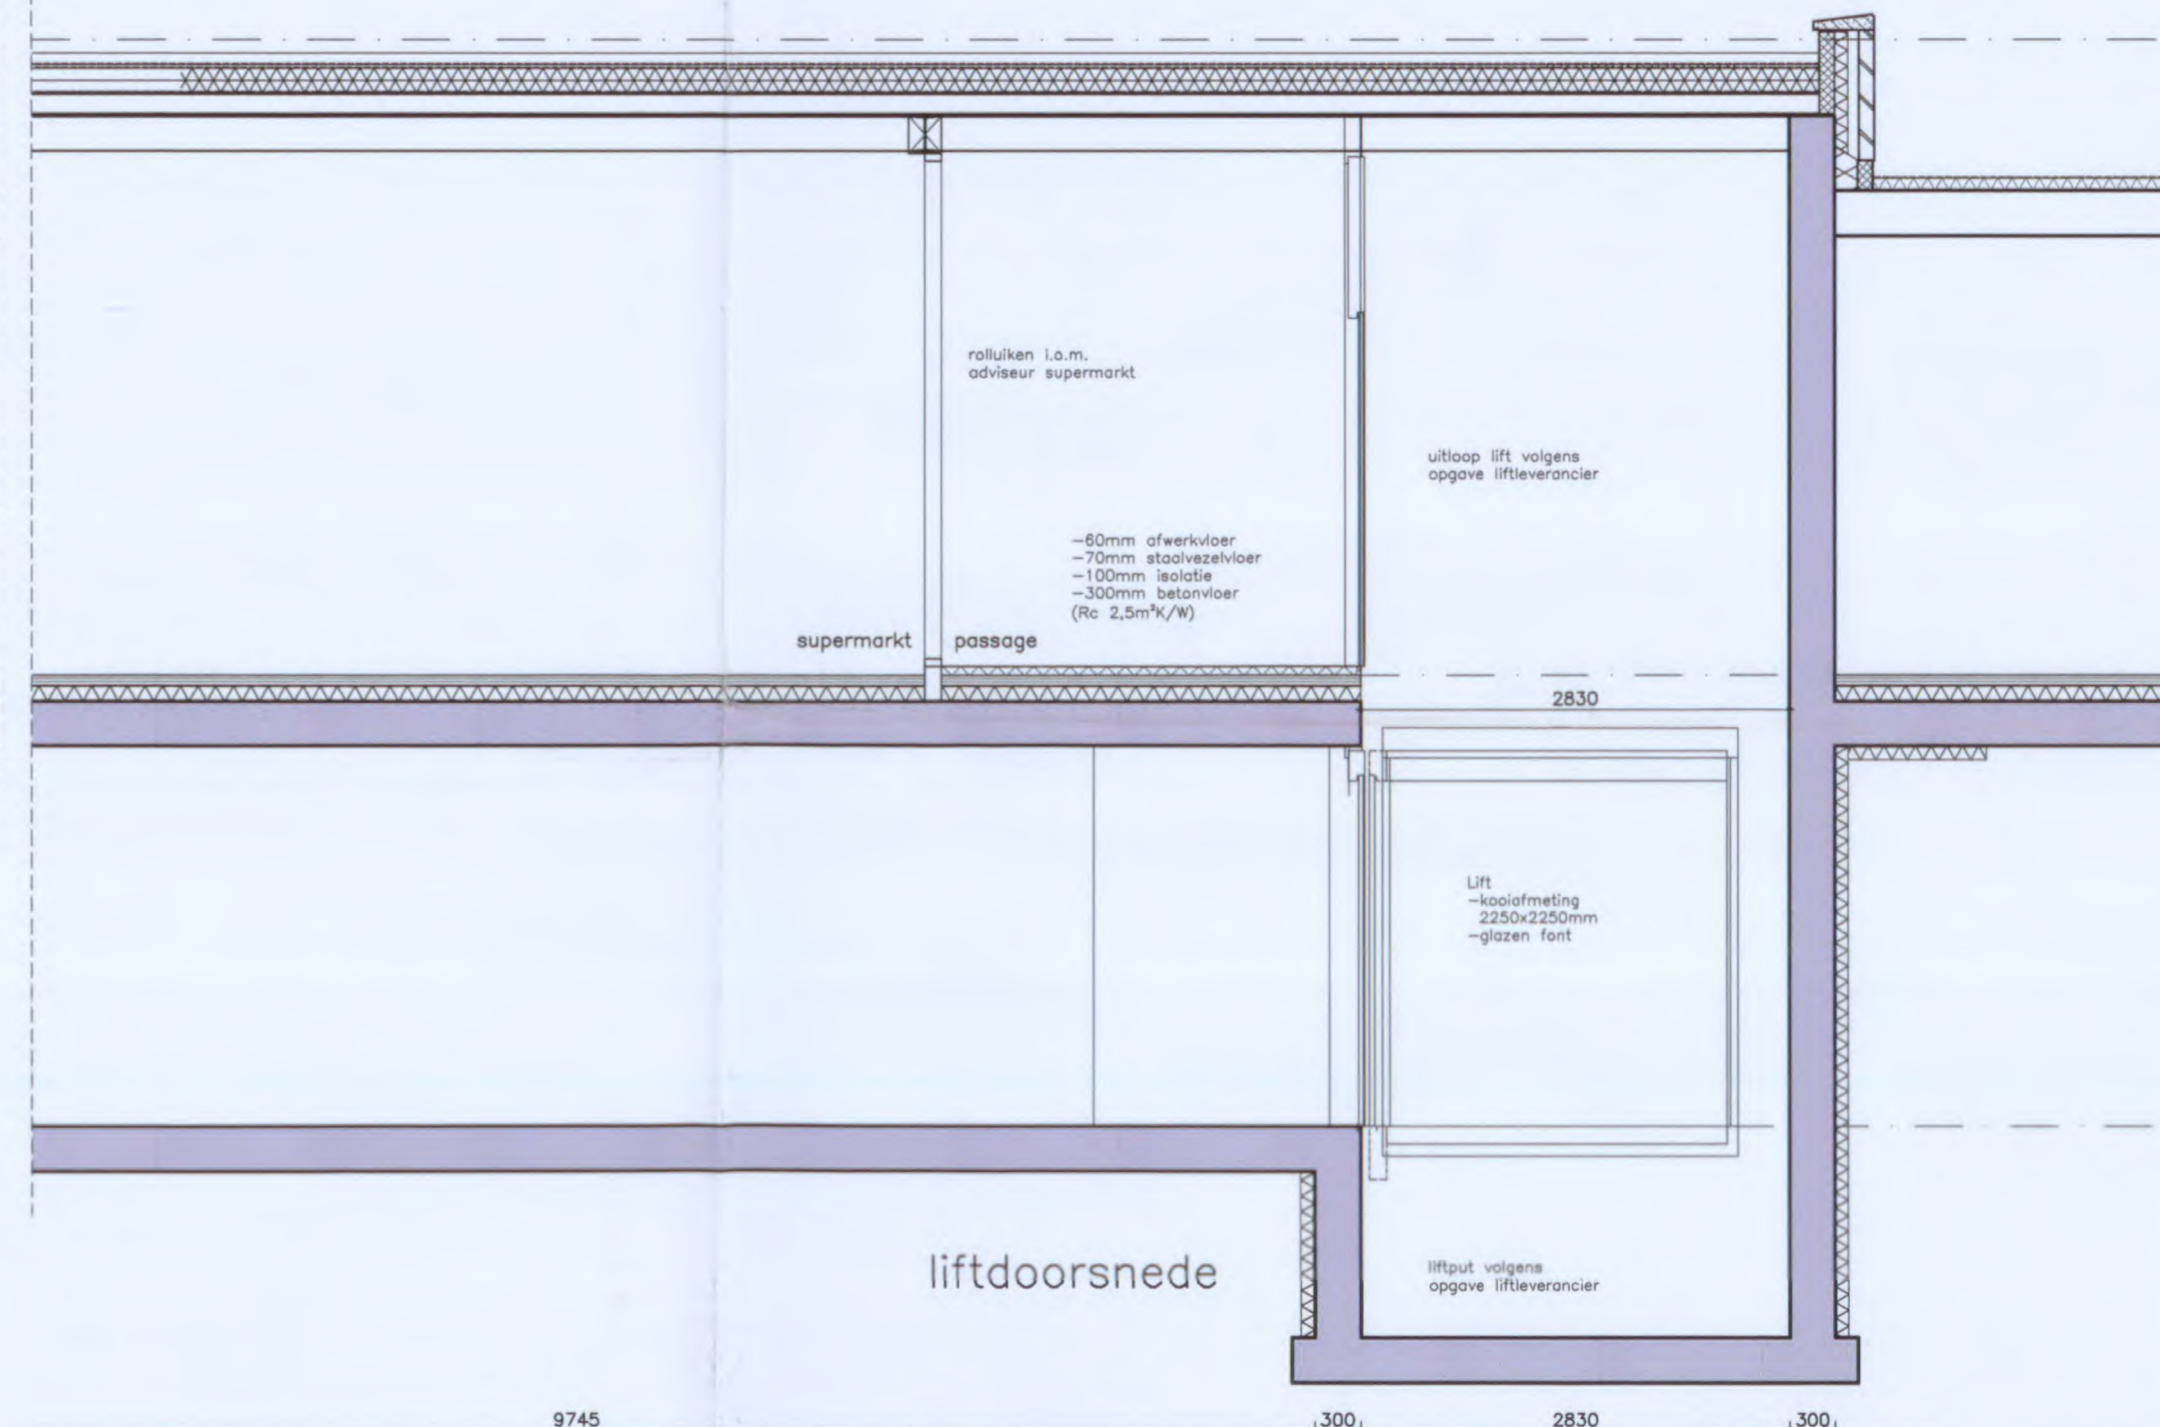 rolluiken i.o.m.
adviseur supermarkt
uitloop lift volgens
opgave liftleverancier
-60mm afwerkvloer
-70mm staalvezelvloer
-100mm isolatie
-300mm betonvloer
(Rc 2,5m²K/W)
supermarkt passage
2830
Lift
-kooiafmeting
2250x2250mm
-glazen font
liftdoorsnede
liftput volgens
opgave liftleverancier
9745 300 2830 300